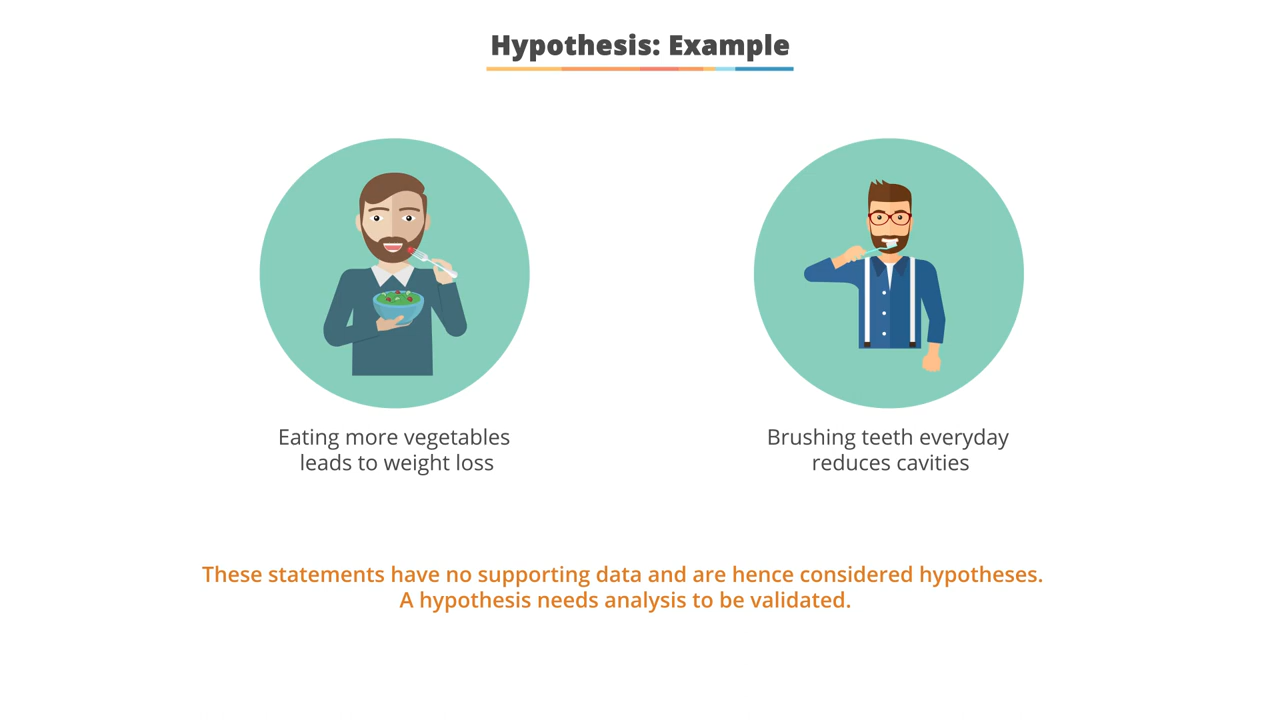 Hypothesis: Example
Eating more vegetables
leads to weight loss
Brushing teeth everyday
reduces cavities
These statements have no supporting data and are hence considered hypotheses.
A hypothesis needs analysis to be validated.